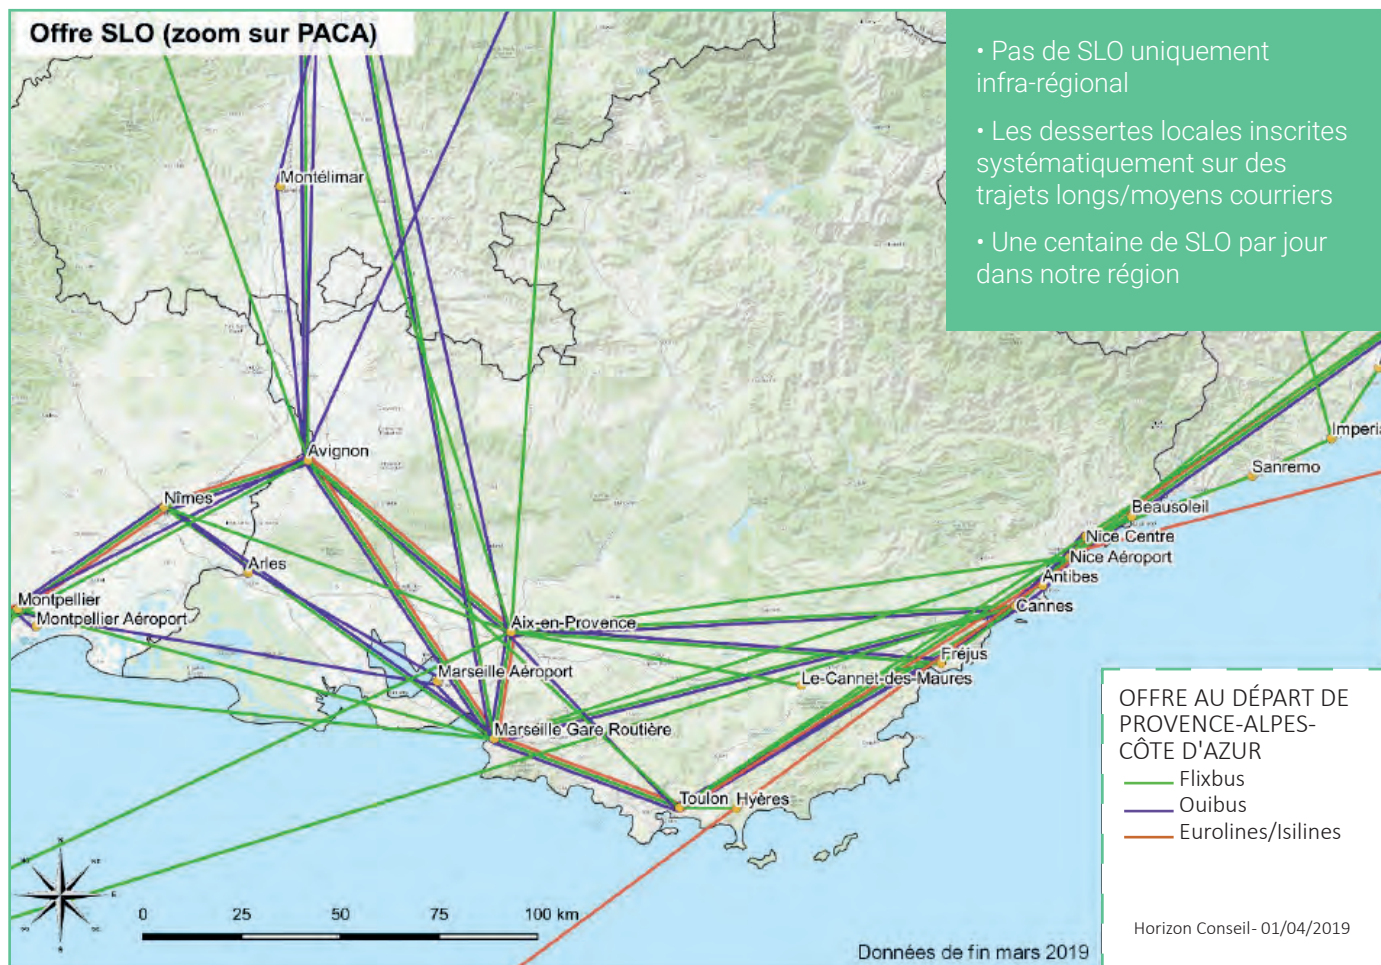 Offre SLO (zoom sur PACA)
• Pas de SLO uniquement
infra-régional
• Les dessertes locales inscrites
systématiquement sur des
trajets longs/moyens courriers
• Une centaine de SLO par jour
dans notre région
Montélimar
Avignon
Nîmes
Arles
Montpellier
Montpellier Aéroport
Aix-en-Provence
Marseille Aéroport
Marseille Gare Routière
Toulon
Hyères
Le-Cannet-des-Maures
Fréjus
Cannes
Antibes
Nice Aéroport
Nice Centre
Beausoleil
Sanremo
Imperia
OFFRE AU DÉPART DE
PROVENCE-ALPES-
CÔTE D'AZUR
Flixbus
Ouibus
Eurolines/Isilines
Horizon Conseil- 01/04/2019
0 25 50 75 100 km
Données de fin mars 2019